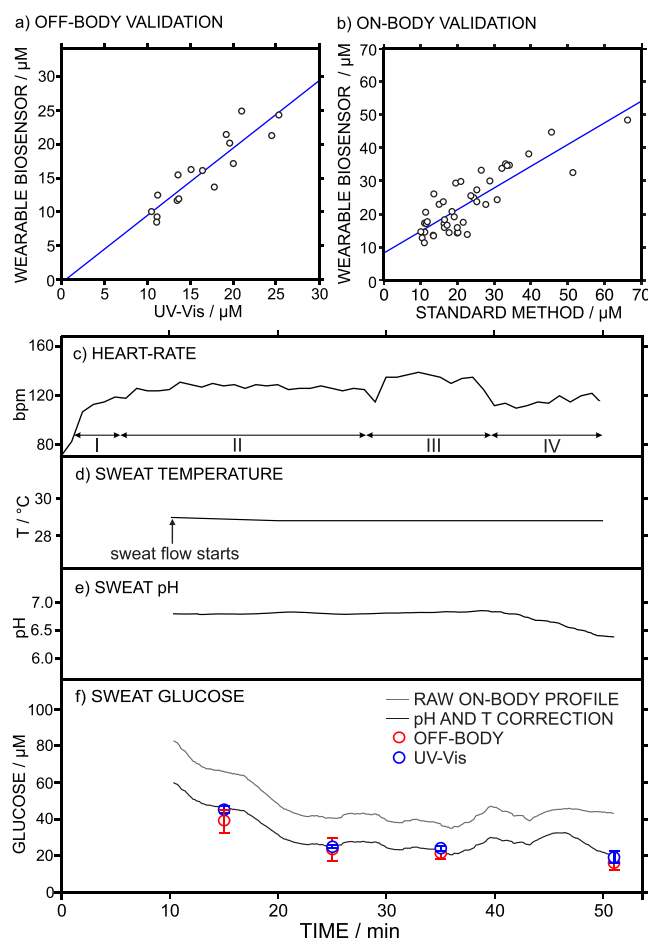 a) OFF-BODY VALIDATION
b) ON-BODY VALIDATION
WEARABLE BIOSENSOR / µM
30
25
20
15
10
5
0
0 5 10 15 20 25 30
UV-Vis / µM
WEARABLE BIOSENSOR / µM
70
60
50
40
30
20
10
0
0 10 20 30 40 50 60 70
STANDARD METHOD / µM
c) HEART-RATE
bpm
160
120
80
I II III IV
d) SWEAT TEMPERATURE
T / °C
30
28
sweat flow starts
e) SWEAT pH
pH
7.0
6.5
6.0
f) SWEAT GLUCOSE
RAW ON-BODY PROFILE
pH AND T CORRECTION
OFF-BODY
UV-Vis
GLUCOSE / µM
100
80
60
40
20
0
0 10 20 30 40 50
TIME / min